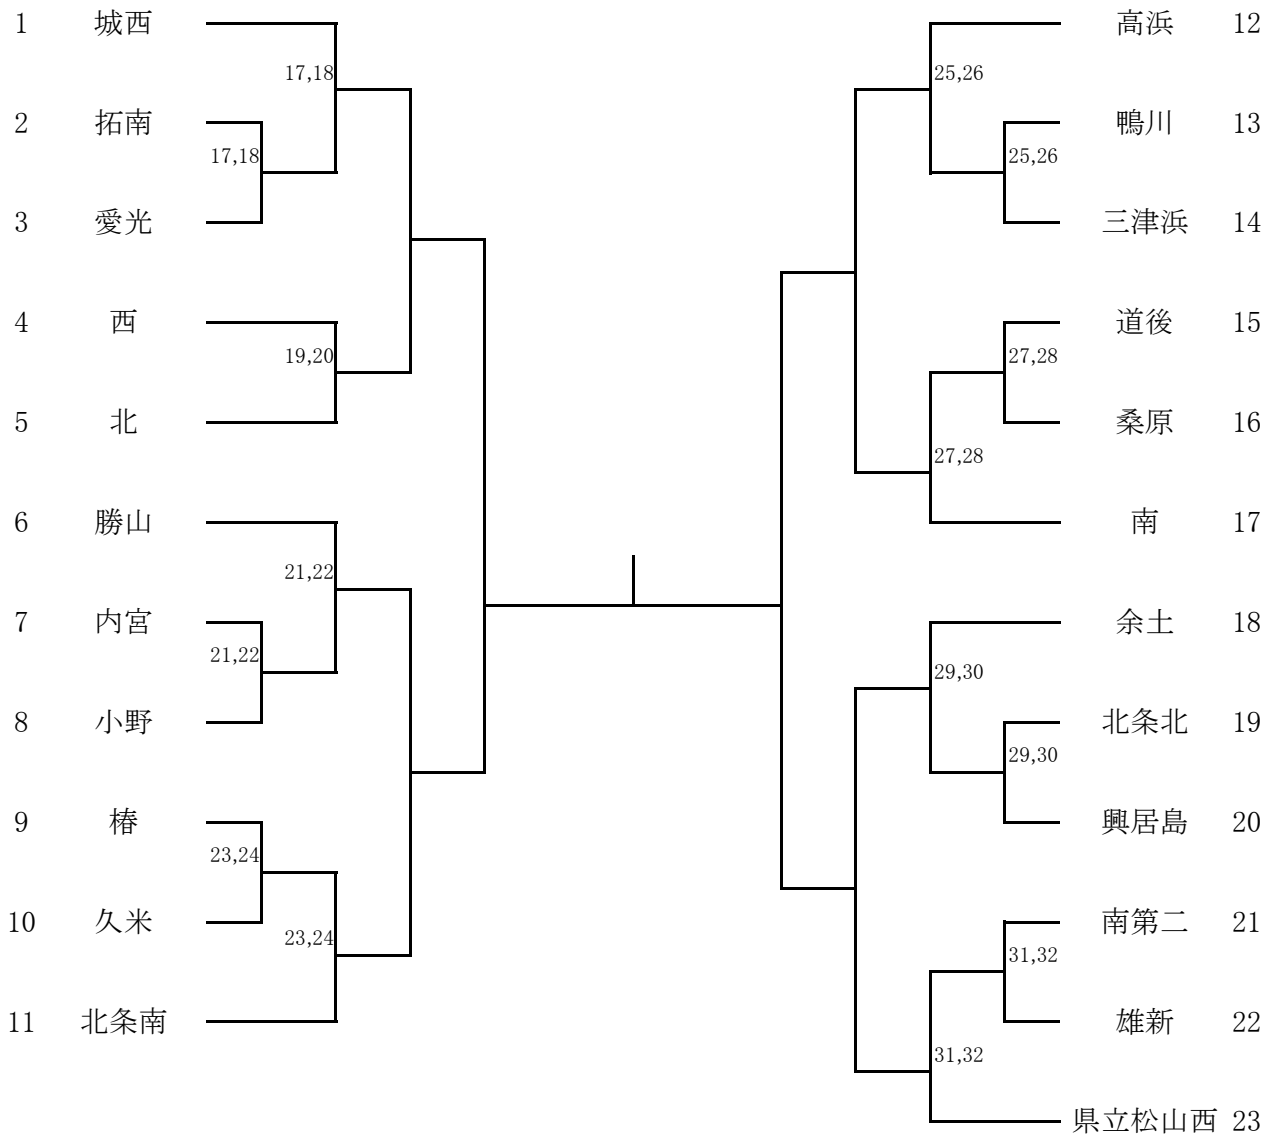 1 城西
17,18
2 拓南
17,18
3 愛光
4 西
19,20
5 北
6 勝山
21,22
7 内宮
21,22
8 小野
9 椿
23,24
10 久米
23,24
11 北条南
高浜 12
25,26
鴨川 13
25,26
三津浜 14
道後 15
27,28
桑原 16
27,28
南 17
余土 18
29,30
北条北 19
29,30
興居島 20
南第二 21
31,32
雄新 22
31,32
県立松山西 23